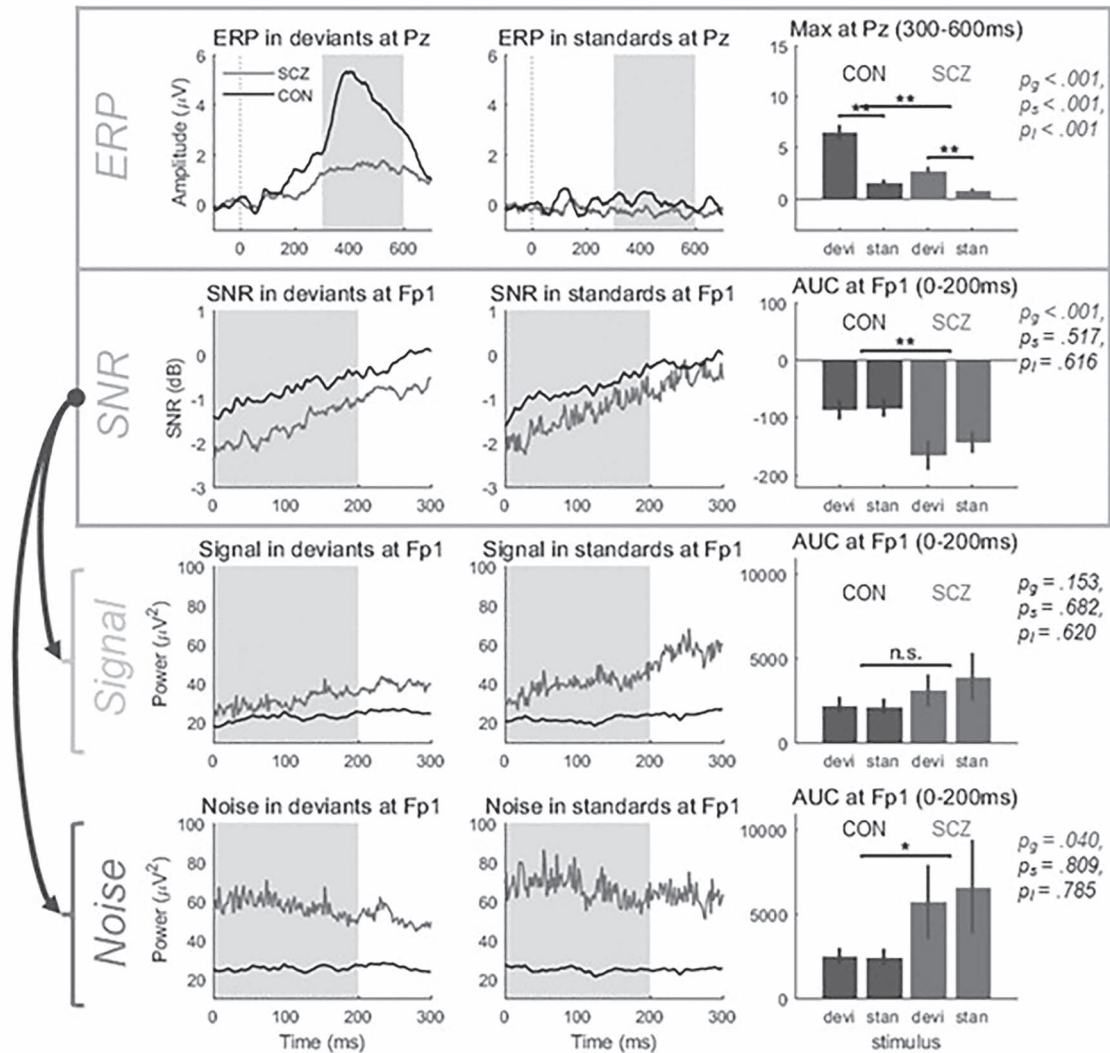 ERP
ERP in deviants at Pz
Amplitude (μV)
6
4
2
0
SCZ
CON
0 200 400 600
ERP in standards at Pz
6
4
2
0
0 200 400 600
Max at Pz (300-600ms)
15
10
5
0
CON SCZ
** ** **
devi stan devi stan
pg < .001,
ps < .001,
pI < .001
SNR
SNR in deviants at Fp1
SNR (dB)
1
0
-1
-2
-3
0 100 200 300
SNR in standards at Fp1
1
0
-1
-2
-3
0 100 200 300
AUC at Fp1 (0-200ms)
100
0
-100
-200
CON SCZ
**
devi stan devi stan
pg < .001,
ps = .517,
pI = .616
Signal
Signal in deviants at Fp1
Power (μV²)
100
80
60
40
20
0 100 200 300
Signal in standards at Fp1
100
80
60
40
20
0 100 200 300
AUC at Fp1 (0-200ms)
10000
5000
0
CON SCZ
n.s.
devi stan devi stan
pg = .153,
ps = .682,
pI = .620
Noise
Noise in deviants at Fp1
Power (μV²)
100
80
60
40
20
0 100 200 300
Time (ms)
Noise in standards at Fp1
100
80
60
40
20
0 100 200 300
Time (ms)
AUC at Fp1 (0-200ms)
10000
5000
0
CON SCZ
*
devi stan devi stan
stimulus
pg = .040,
ps = .809,
pI = .785